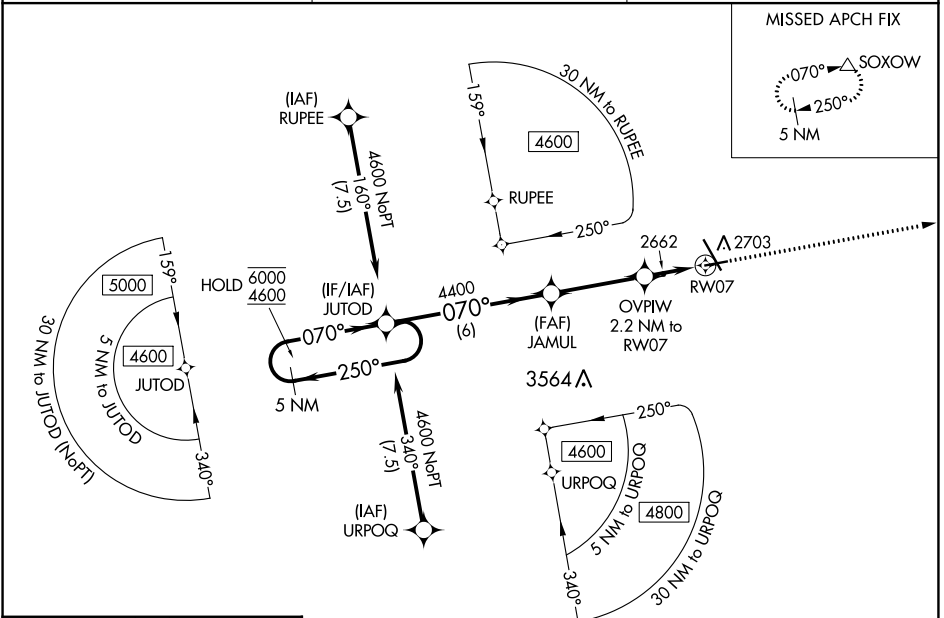 MISSED APCH FIX
070°
SOXOW
250°
5 NM
(IAF)
RUPEE
4600 NoPT
160°
(7.5)
159°
30 NM to RUPEE
4600
RUPEE
250°
159°
5000
4600
JUTOD
5 NM to JUTOD
30 NM to JUTOD (NoPT)
340°
HOLD
6000
4600
(IF/IAF)
JUTOD
070°
250°
5 NM
4400
070°
(6)
(FAF)
JAMUL
OVPIW
2.2 NM to
RW07
2662
2703
RW07
3564
4600 NoPT
340°
(7.5)
(IAF)
URPOQ
250°
4600
URPOQ
5 NM to URPOQ
4800
30 NM to URPOQ
340°